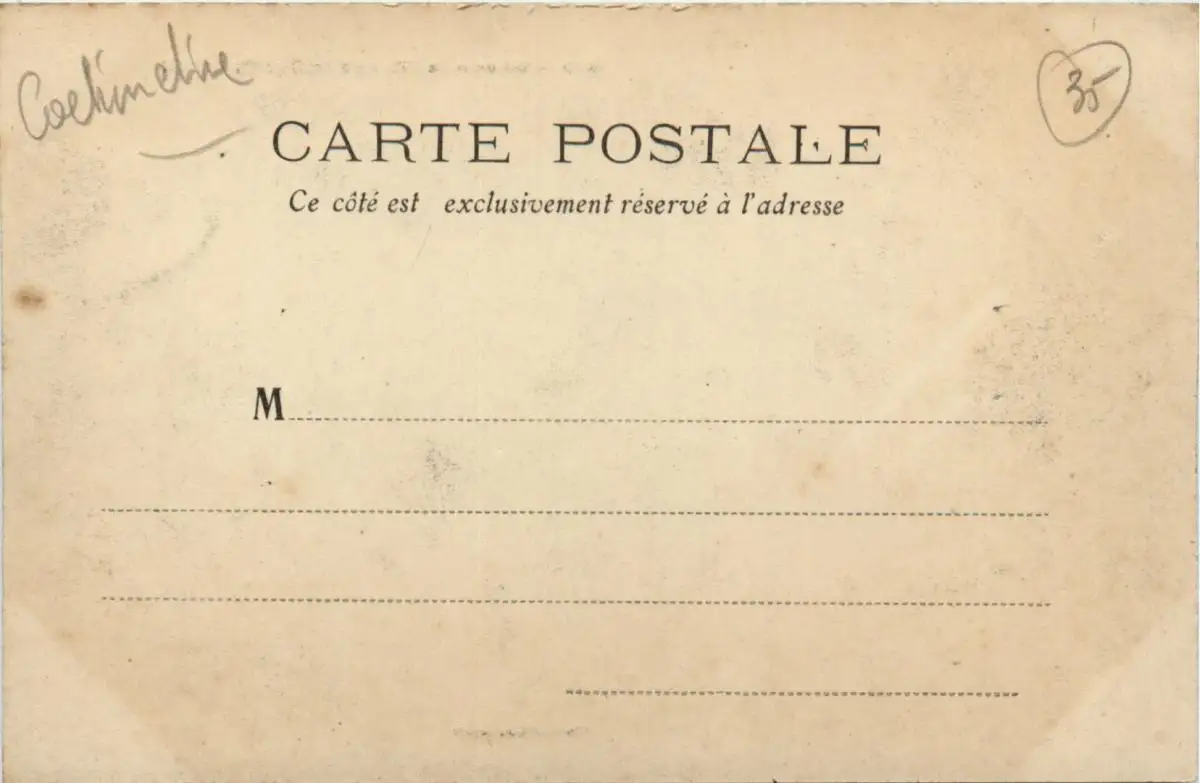 Cochinchine
35
CARTE POSTALE
Ce côté est exclusivement réservé à l'adresse
M